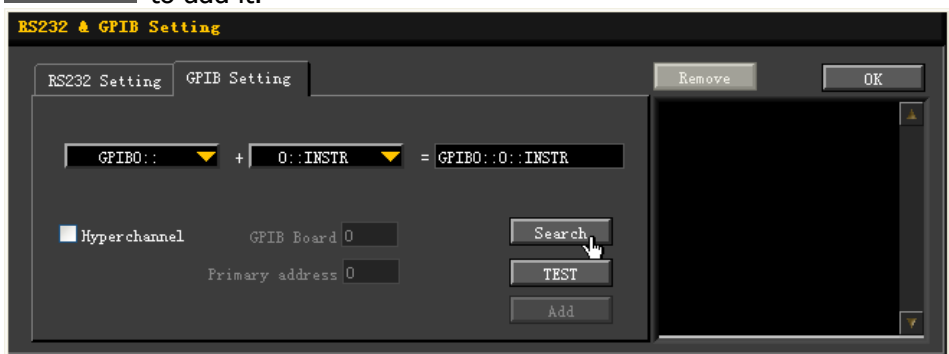 to add it.
RS232 & GPIB Setting
RS232 Setting GPIB Setting Remove OK
GPIB0:: + 0::INSTR = GPIB0::0::INSTR
Hyperchannel GPIB Board 0 Search
Primary address 0 TEST
Add